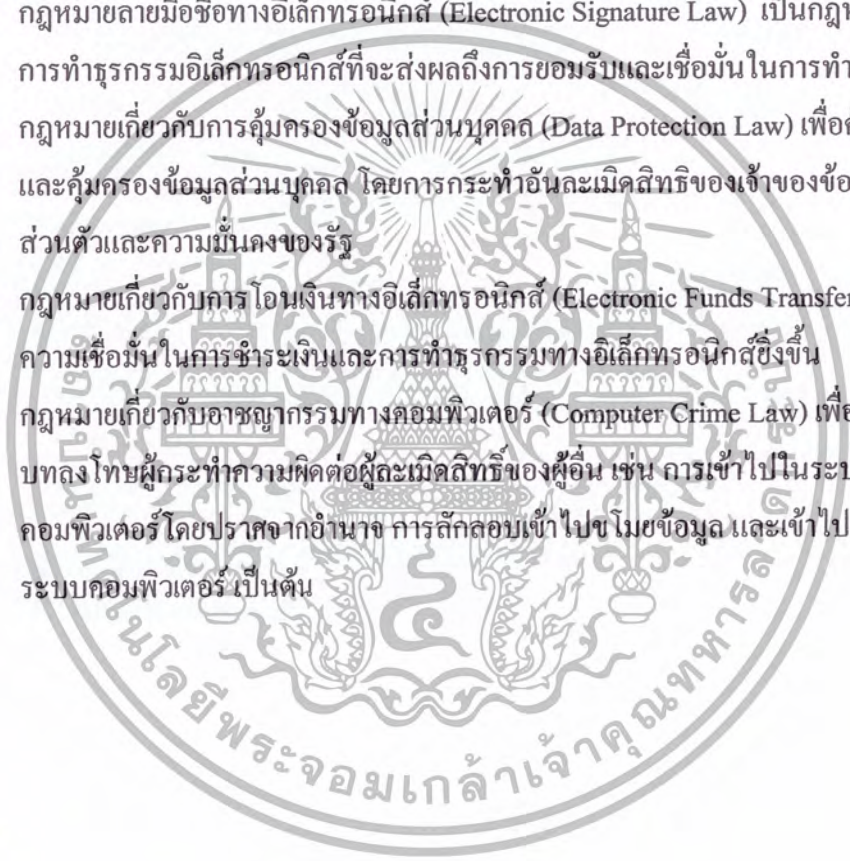 กฎหมายลายมือชื่อทางอิเล็กทรอนิกส์ (Electronic Signature Law) เป็นกฎห
การทำธุรกรรมอิเล็กทรอนิกส์ที่จะส่งผลถึงการยอมรับและเชื่อมั่นในการทำ
กฎหมายเกี่ยวกับการคุ้มครองข้อมูลส่วนบุคคล (Data Protection Law) เพื่อ
และคุ้มครองข้อมูลส่วนบุคคล โดยการกระทำอันละเมิดสิทธิของเจ้าของข้อ
ส่วนตัวและความมั่นคงของรัฐ
กฎหมายเกี่ยวกับการโอนเงินทางอิเล็กทรอนิกส์ (Electronic Funds Transfer
ความเชื่อมั่นในการชำระเงินและการทำธุรกรรมทางอิเล็กทรอนิกส์ยิ่งขึ้น
กฎหมายเกี่ยวกับอาชญากรรมทางคอมพิวเตอร์ (Computer Crime Law) เพื่อ
บทลงโทษผู้กระทำความผิดต่อผู้ละเมิดสิทธิ์ของผู้อื่น เช่น การเข้าไปในระบ
คอมพิวเตอร์โดยปราศจากอำนาจ การลักลอบเข้าไปขโมยข้อมูล และเข้าไป
ระบบคอมพิวเตอร์ เป็นต้น
สถาบันเทคโนโลยีพระจอมเกล้าเจ้าคุณทหารลาดกระบัง